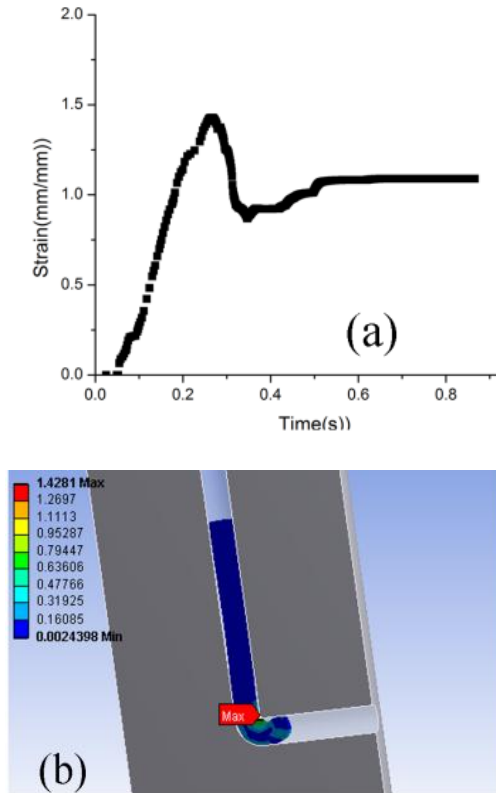 2.0
1.5
1.0
0.5
0.0
Strain(mm/mm))
(a)
0.0 0.2 0.4 0.6 0.8
Time(s))
1.4281 Max
1.2697
1.1113
0.95287
0.79447
0.63606
0.47766
0.31925
0.16085
0.0024398 Min
Max
(b)